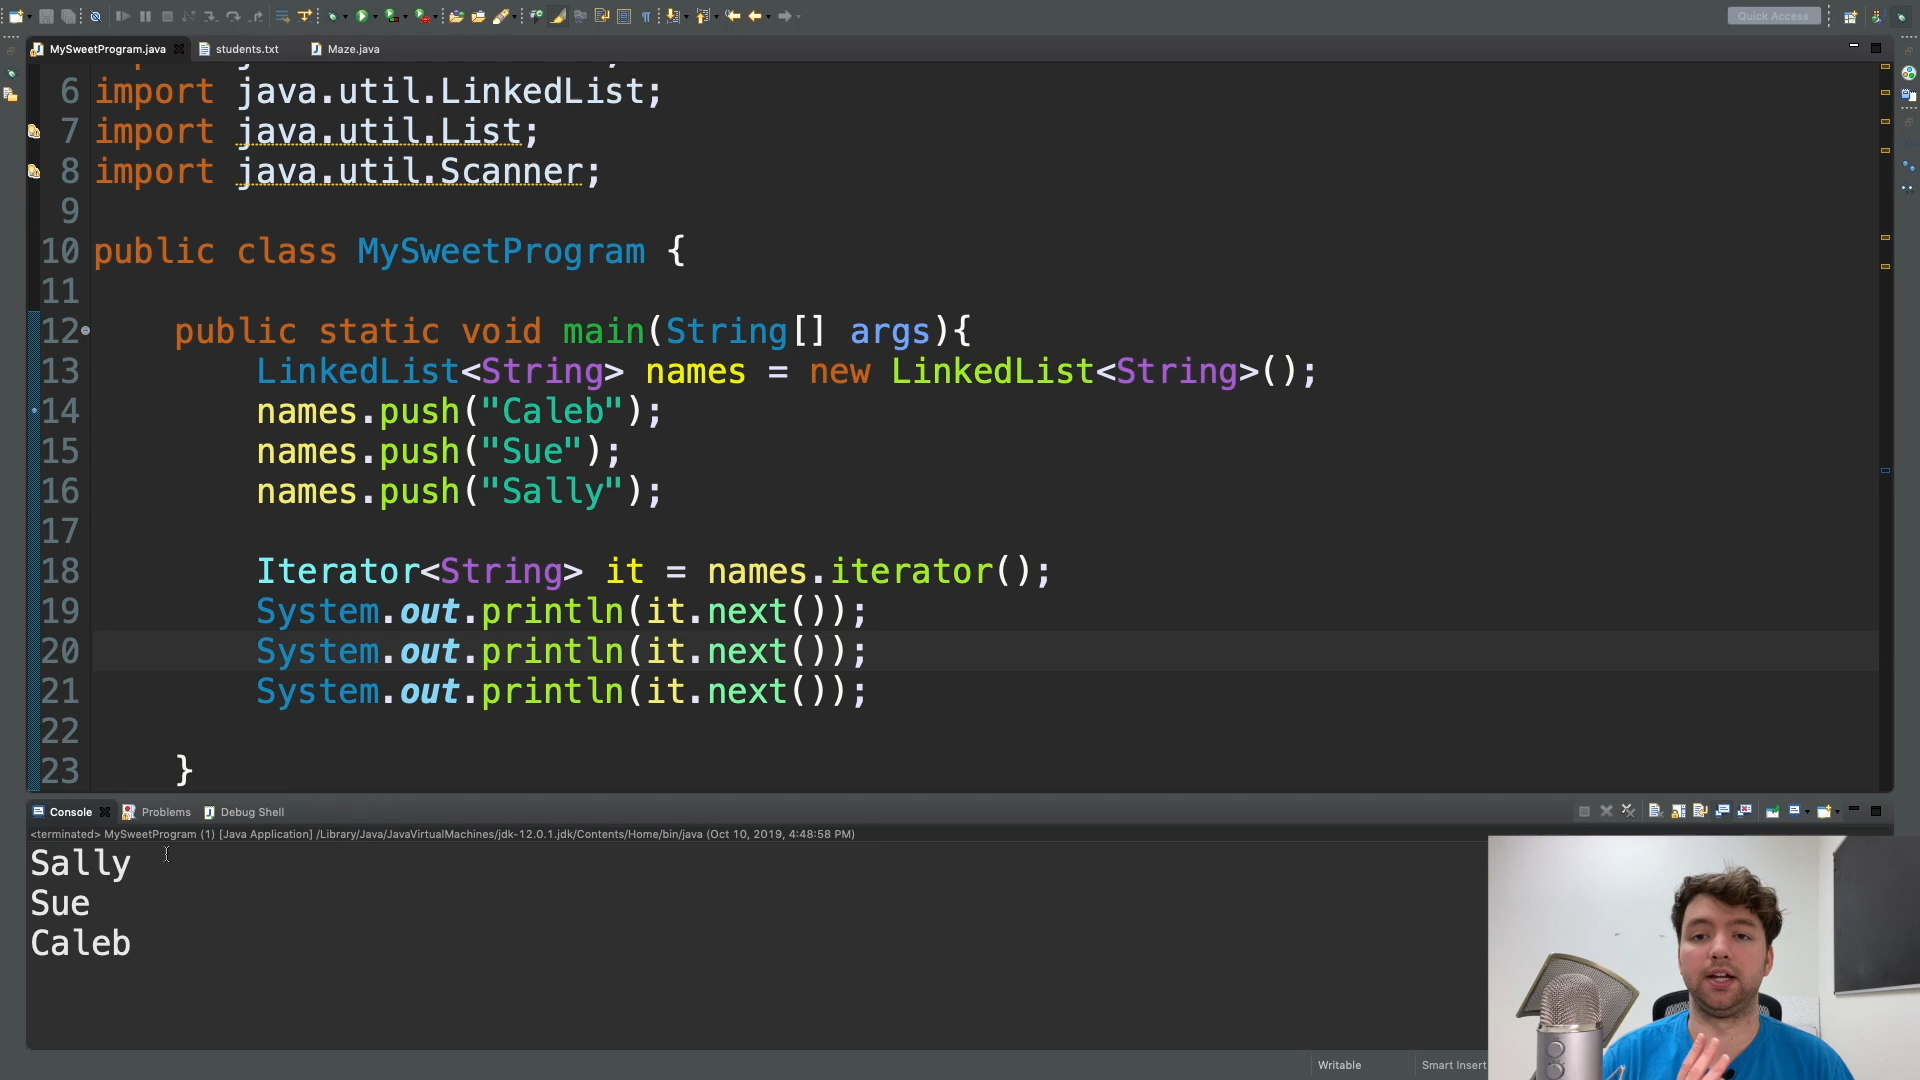 Quick Access
MySweetProgram.java
students.txt
Maze.java
6 import java.util.LinkedList;
7 import java.util.List;
8 import java.util.Scanner;
9
10 public class MySweetProgram {
11
12 public static void main(String[] args){
13 LinkedList<String> names = new LinkedList<String>();
14 names.push("Caleb");
15 names.push("Sue");
16 names.push("Sally");
17
18 Iterator<String> it = names.iterator();
19 System.out.println(it.next());
20 System.out.println(it.next());
21 System.out.println(it.next());
22
23 }
Console Problems Debug Shell
<terminated> MySweetProgram (1) [Java Application] /Library/Java/JavaVirtualMachines/jdk-12.0.1.jdk/Contents/Home/bin/java (Oct 10, 2019, 4:48:58 PM)
Sally
Sue
Caleb
Writable Smart Insert